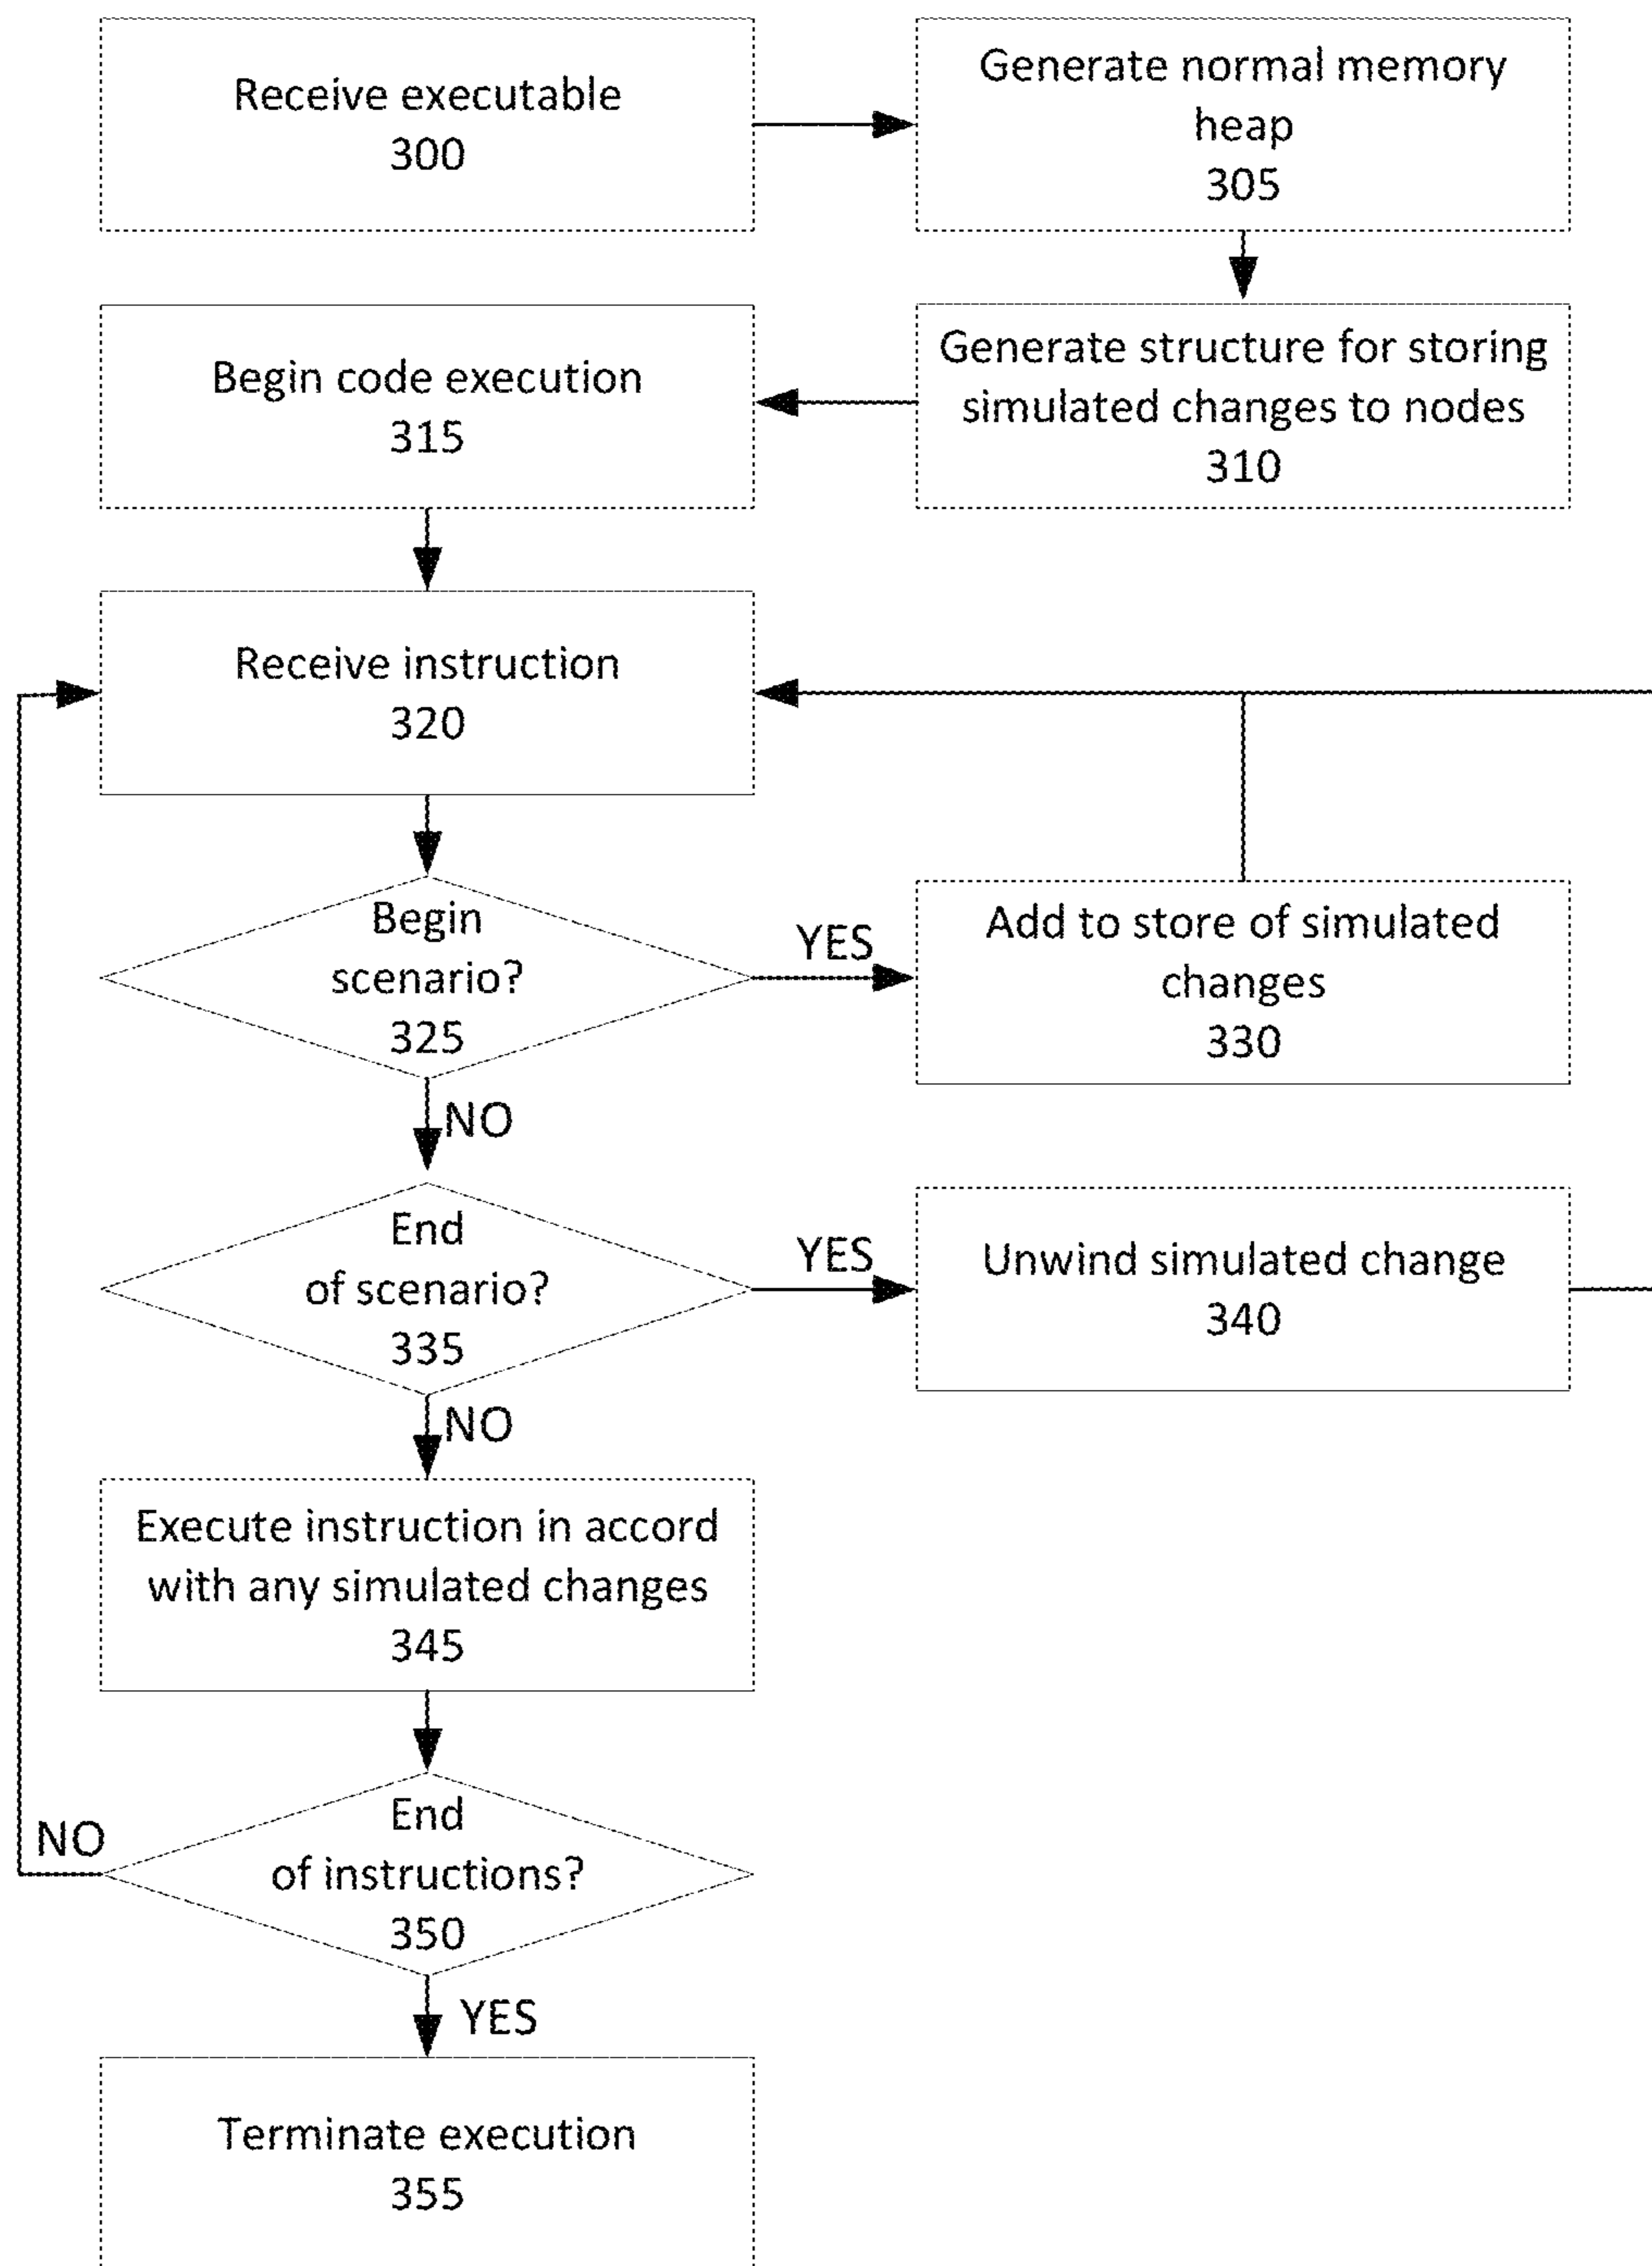 Receive executable
300
Generate normal memory
heap
305
Generate structure for storing
simulated changes to nodes
310
Begin code execution
315
Receive instruction
320
Begin
scenario?
325
YES
Add to store of simulated
changes
330
NO
End
of scenario?
335
YES
Unwind simulated change
340
NO
Execute instruction in accord
with any simulated changes
345
End
of instructions?
350
NO
YES
Terminate execution
355